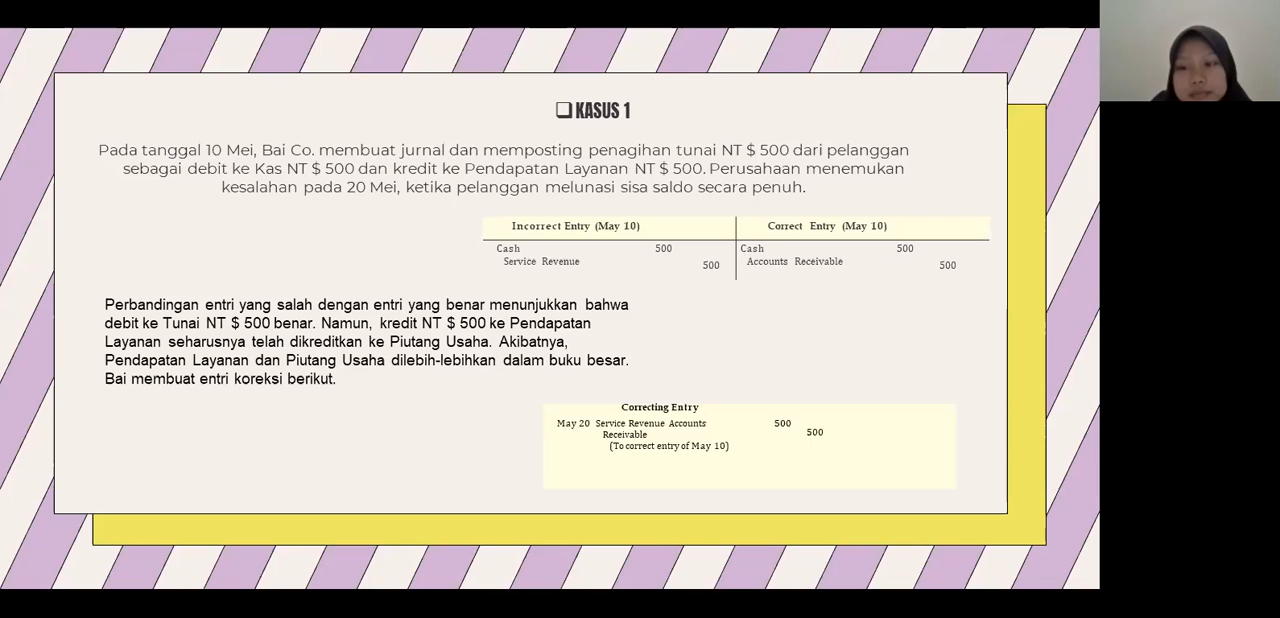 ❑ KASUS 1
Pada tanggal 10 Mei, Bai Co. membuat jurnal dan memposting penagihan tunai NT $ 500 dari pelanggan
sebagai debit ke Kas NT $ 500 dan kredit ke Pendapatan Layanan NT $ 500. Perusahaan menemukan
kesalahan pada 20 Mei, ketika pelanggan melunasi sisa saldo secara penuh.
Incorrect Entry (May 10) Correct Entry (May 10)
Cash 500 Cash 500
Service Revenue 500 Accounts Receivable 500
Perbandingan entri yang salah dengan entri yang benar menunjukkan bahwa
debit ke Tunai NT $ 500 benar. Namun, kredit NT $ 500 ke Pendapatan
Layanan seharusnya telah dikreditkan ke Piutang Usaha. Akibatnya,
Pendapatan Layanan dan Piutang Usaha dilebih-lebihkan dalam buku besar.
Bai membuat entri koreksi berikut.
Correcting Entry
May 20 Service Revenue Accounts 500
Receivable 500
(To correct entry of May 10)